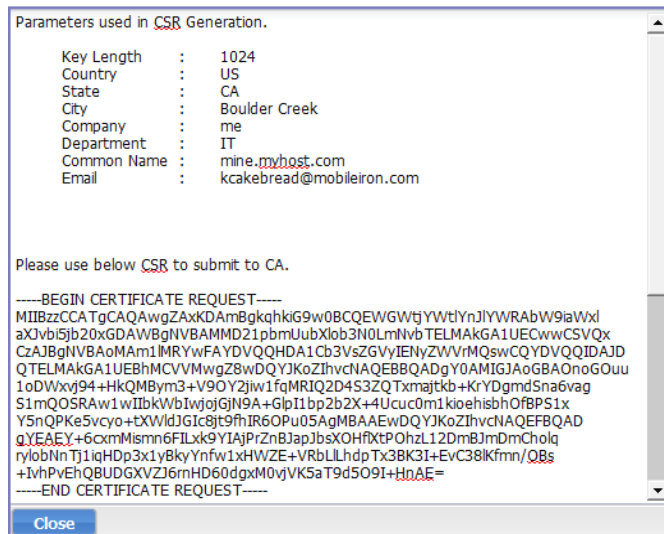 Parameters used in CSR Generation.
Key Length : 1024
Country : US
State : CA
City : Boulder Creek
Company : me
Department : IT
Common Name : mine.myhost.com
Email : kcakebread@mobileiron.com
Please use below CSR to submit to CA.
-----BEGIN CERTIFICATE REQUEST-----
MIIBzzCCATgCAQAwgZAxKDAmBgkqhkiG9w0BCQEWGWtjYWtlYnJlYWRAbW9iaWxl
aXJvbi5jb20xGDAWBgNVBAMMD21pbmUubXlob3N0LmNvbTELMAkGA1UECwwCSVQx
CzAJBgNVBAoMAm1lMRYwFAYDVQQHDA1Cb3VsZGVyIENyZWVrMQswCQYDVQQIDAJD
QTELMAkGA1UEBhMCVVMwgZ8wDQYJKoZIhvcNAQEBBQADgY0AMIGJAoGBAOnoGOuu
1oDWxvj94+HkQMBym3+V9OY2jiw1fqMRIQ2D4S3ZQTxmajtkb+KrYDgmdSna6vag
S1mQOSRAw1wIIbkWbIwjojGjN9A+GlpI1bp2b2X+4Ucuc0m1kioehisbhOfBPS1x
Y5nQPKe5vcyo+tXWldJGIc8jt9fhIR6OPu05AgMBAAEwDQYJKoZIhvcNAQEFBQAD
gYEAEY+6cxmMismn6FILxk9YIAjPrZnBJapJbsXOHflXtPOhzL12DmBJmDmCholq
rylobNnTj1iqHDp3x1yBkyYnfw1xHWZE+VRbLlLhdpTx3BK3I+EvC38lKfmn/OBs
+IvhPvEhQBUDGXVZJ6rnHD60dgxM0vjVK5aT9d5O9I+HnAE=
-----END CERTIFICATE REQUEST-----
Close